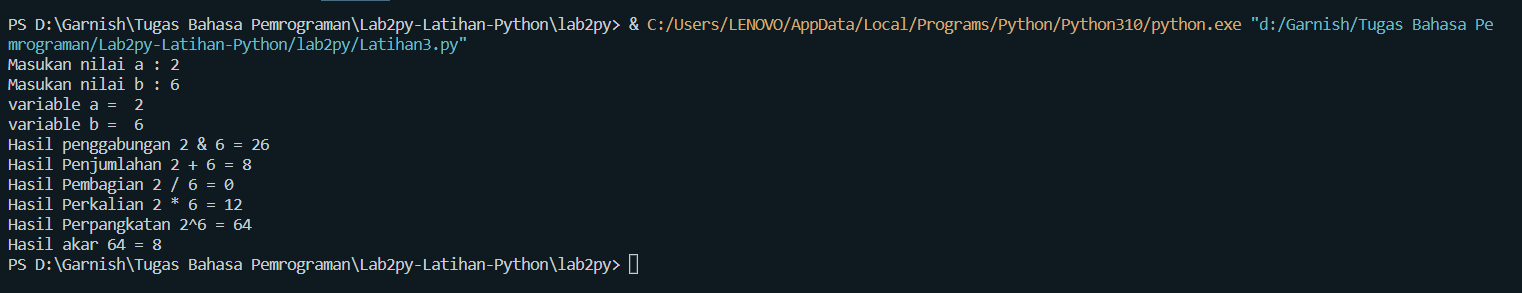 PS D:\Garnish\Tugas Bahasa Pemrograman\Lab2py-Latihan-Python\lab2py> & C:/Users/LENOVO/AppData/Local/Programs/Python/Python310/python.exe "d:/Garnish/Tugas Bahasa Pe
mrograman/Lab2py-Latihan-Python/lab2py/Latihan3.py"
Masukan nilai a : 2
Masukan nilai b : 6
variable a =  2
variable b =  6
Hasil penggabungan 2 & 6 = 26
Hasil Penjumlahan 2 + 6 = 8
Hasil Pembagian 2 / 6 = 0
Hasil Perkalian 2 * 6 = 12
Hasil Perpangkatan 2^6 = 64
Hasil akar 64 = 8
PS D:\Garnish\Tugas Bahasa Pemrograman\Lab2py-Latihan-Python\lab2py>